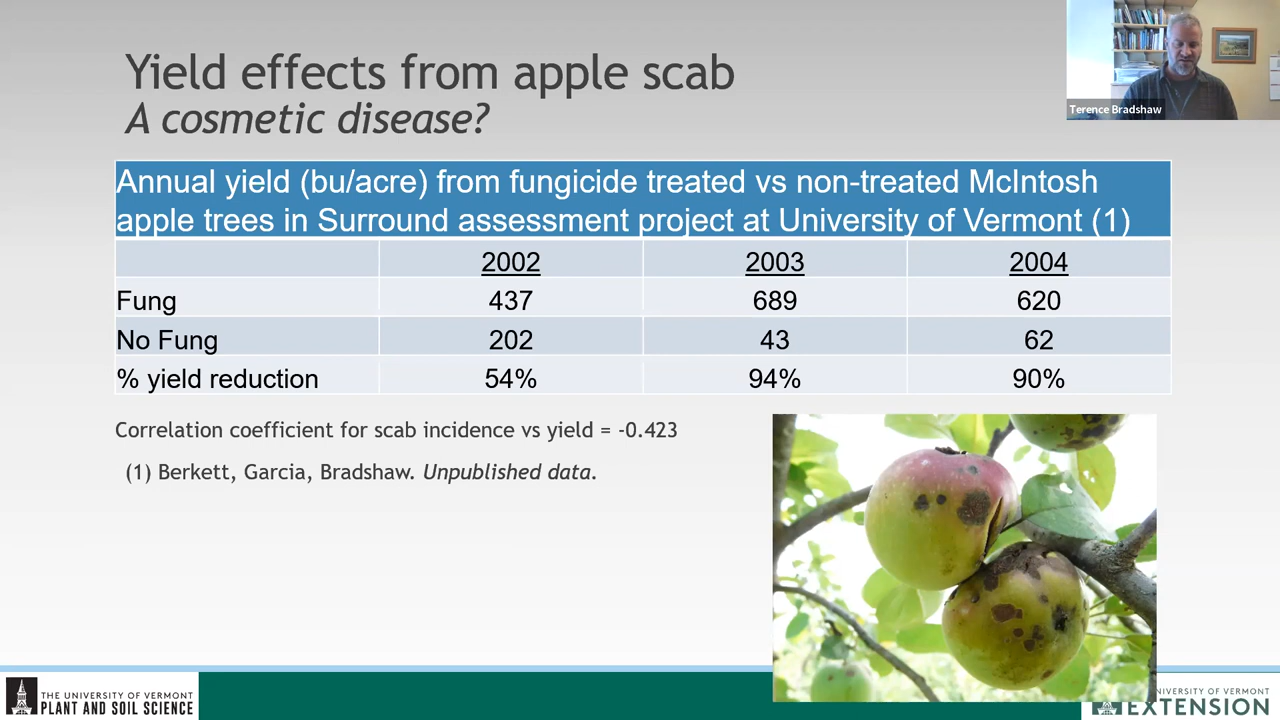 Yield effects from apple scab
A cosmetic disease?
Terence Bradshaw
Annual yield (bu/acre) from fungicide treated vs non-treated McIntosh
apple trees in Surround assessment project at University of Vermont (1)
2002 2003 2004
Fung 437 689 620
No Fung 202 43 62
% yield reduction 54% 94% 90%
Correlation coefficient for scab incidence vs yield = -0.423
(1) Berkett, Garcia, Bradshaw. Unpublished data.
THE UNIVERSITY OF VERMONT
PLANT AND SOIL SCIENCE
UNIVERSITY OF VERMONT
EXTENSION